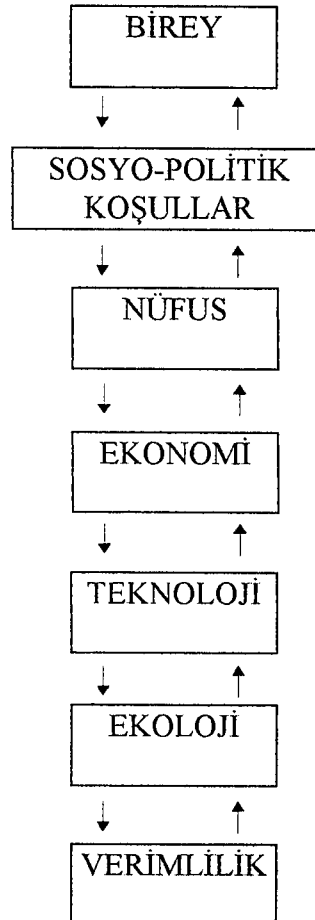 BİREY
SOSYO-POLİTİK
KOŞULLAR
NÜFUS
EKONOMİ
TEKNOLOJİ
EKOLOJİ
VERİMLİLİK